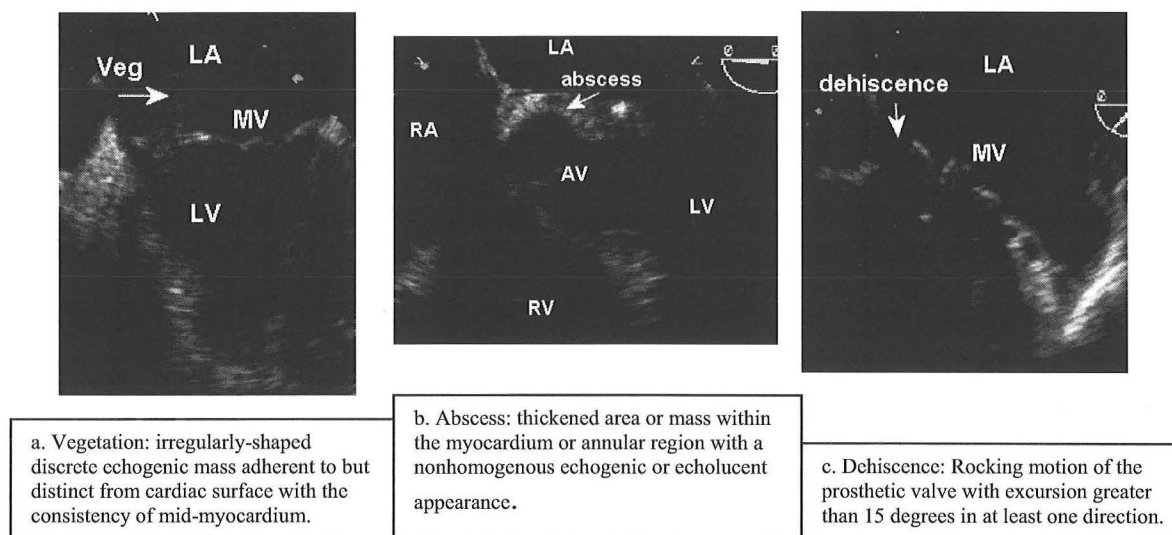 LA
Veg
MV
LV
LA
abscess
RA
AV
LV
RV
LA
dehiscence
MV
a. Vegetation: irregularly-shaped
discrete echogenic mass adherent to but
distinct from cardiac surface with the
consistency of mid-myocardium.
b. Abscess: thickened area or mass within
the myocardium or annular region with a
nonhomogenous echogenic or echolucent
appearance.
c. Dehiscence: Rocking motion of the
prosthetic valve with excursion greater
than 15 degrees in at least one direction.